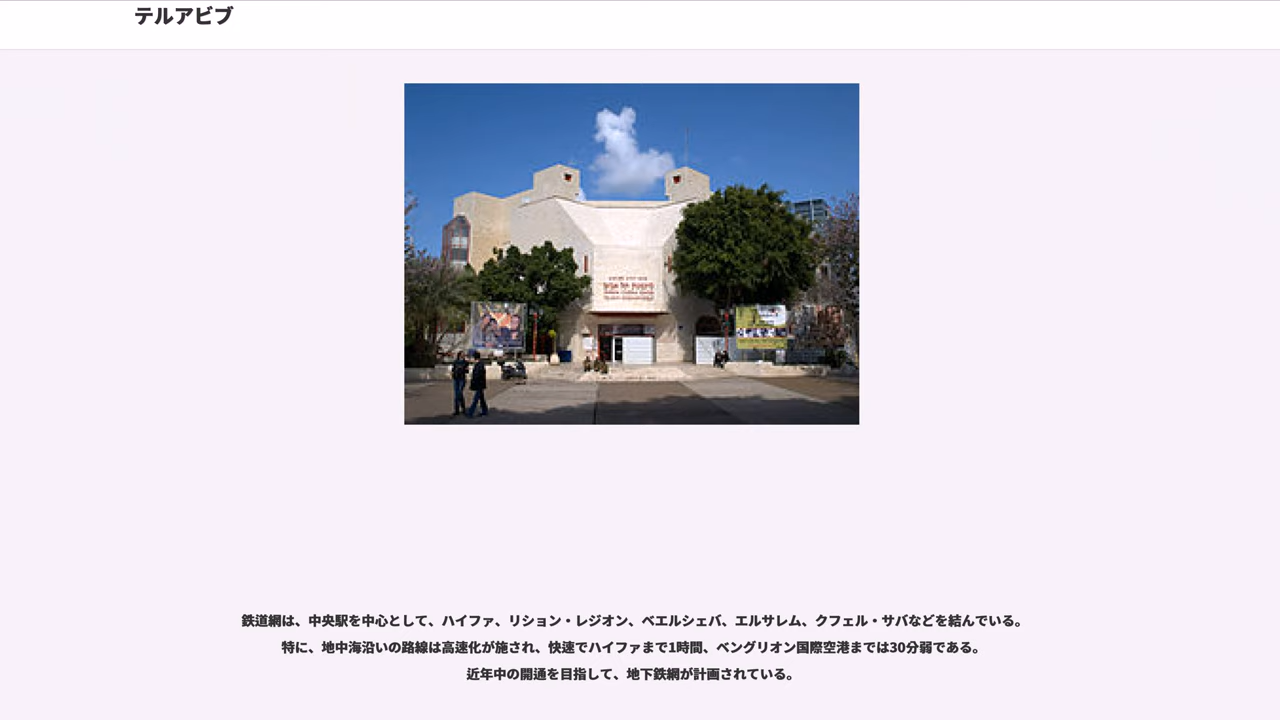 テルアビブ
鉄道網は、中央駅を中心として、ハイファ、リション・レジオン、ベエルシェバ、エルサレム、クフェル・サバなどを結んでいる。
特に、地中海沿いの路線は高速化が施され、快速でハイファまで1時間、ベングリオン国際空港までは30分弱である。
近年中の開通を目指して、地下鉄網が計画されている。